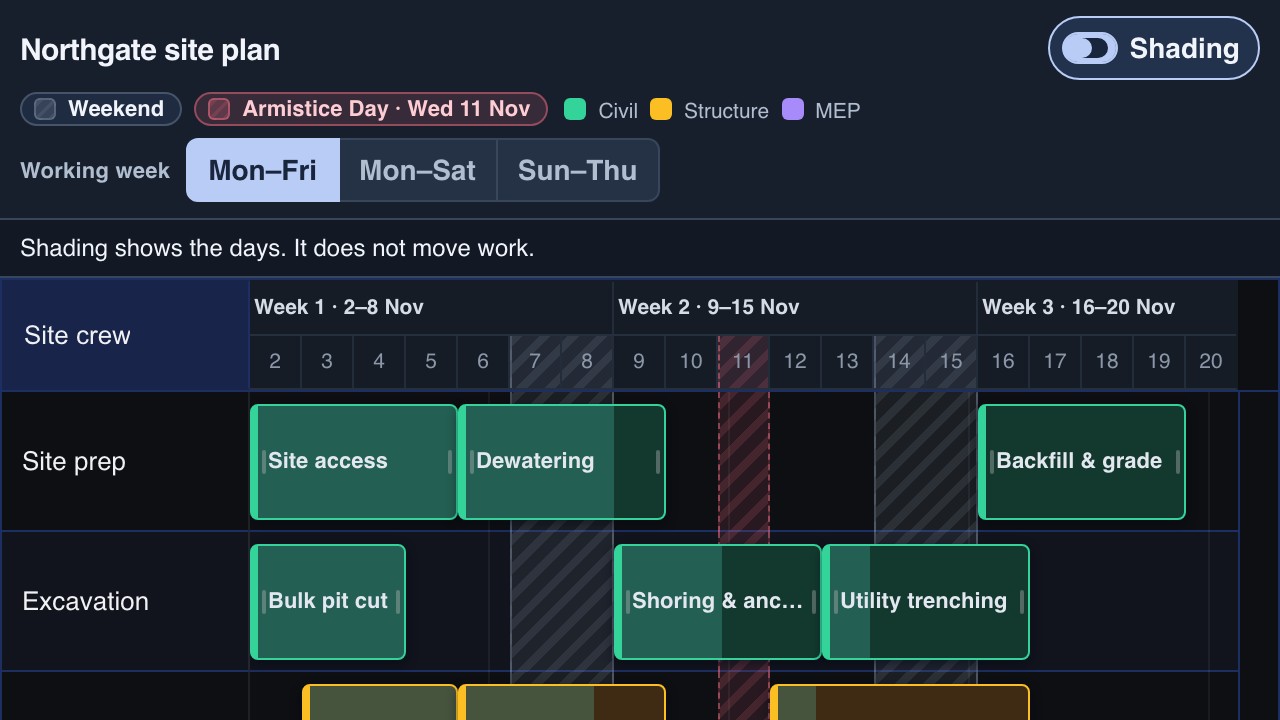 Northgate site plan
Shading
Weekend
Armistice Day · Wed 11 Nov
Civil
Structure
MEP
Working week
Mon–Fri
Mon–Sat
Sun–Thu
Shading shows the days. It does not move work.
Site crew
Week 1 · 2–8 Nov
Week 2 · 9–15 Nov
Week 3 · 16–20 Nov
2 3 4 5 6 7 8 9 10 11 12 13 14 15 16 17 18 19 20
Site prep
Site access
Dewatering
Backfill & grade
Excavation
Bulk pit cut
Shoring & anc…
Utility trenching